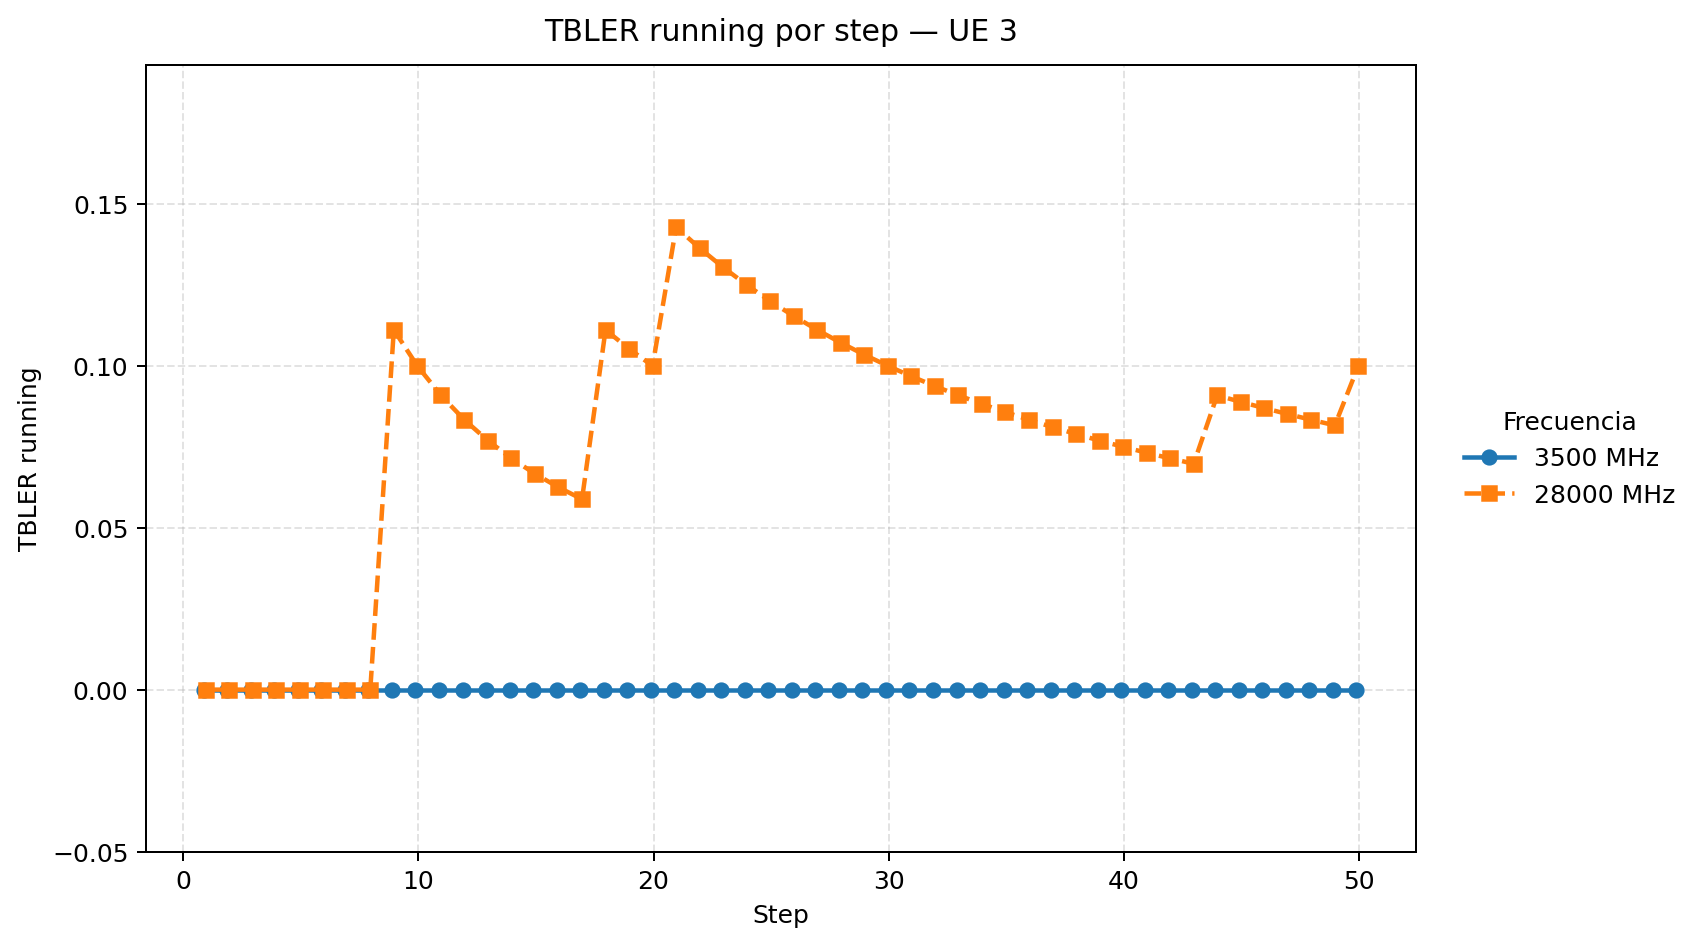 TBLER running por step — UE 3
TBLER running
0.15
0.10
0.05
0.00
−0.05
0 10 20 30 40 50
Step
Frecuencia
3500 MHz
28000 MHz